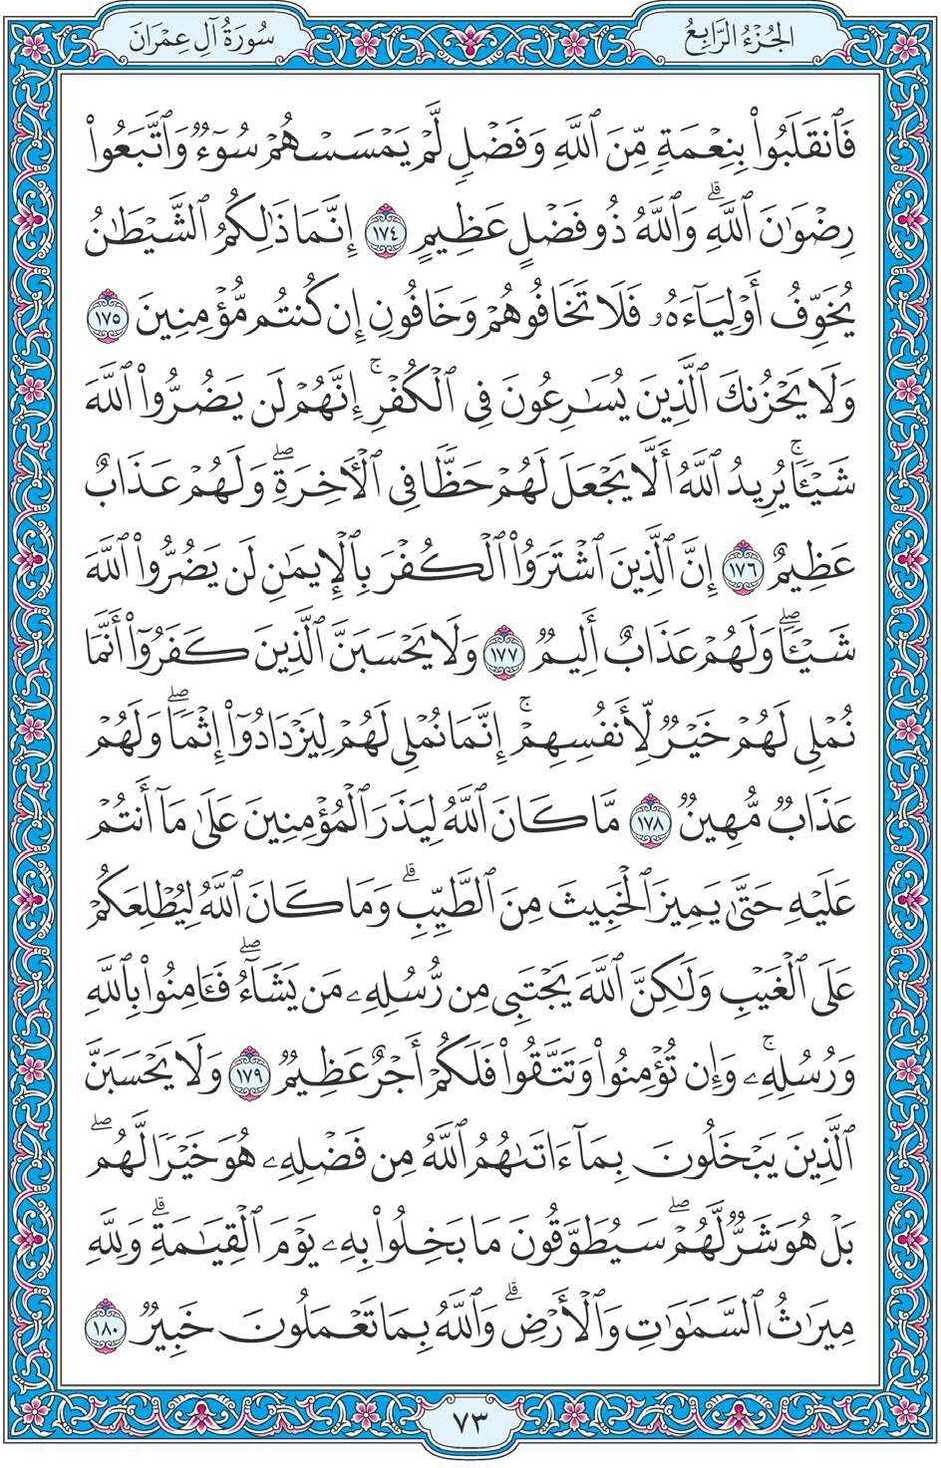 الجُزْءُ الرَّابِعُ
سُورَةُ آلِ عِمْرَانَ
فَٱنقَلَبُواْ بِنِعْمَةٍ مِّنَ ٱللَّهِ وَفَضْلٍ لَّمْ يَمْسَسْهُمْ سُوٓءٌ وَٱتَّبَعُواْ
رِضْوَٰنَ ٱللَّهِۗ وَٱللَّهُ ذُو فَضْلٍ عَظِيمٍ ١٧٤ إِنَّمَا ذَٰلِكُمُ ٱلشَّيْطَٰنُ
يُخَوِّفُ أَوْلِيَآءَهُۥ فَلَا تَخَافُوهُمْ وَخَافُونِ إِن كُنتُم مُّؤْمِنِينَ ١٧٥
وَلَا يَحْزُنكَ ٱلَّذِينَ يُسَٰرِعُونَ فِي ٱلْكُفْرِۚ إِنَّهُمْ لَن يَضُرُّواْ ٱللَّهَ
شَيْـًٔاۚ يُرِيدُ ٱللَّهُ أَلَّا يَجْعَلَ لَهُمْ حَظًّا فِي ٱلْأٓخِرَةِۖ وَلَهُمْ عَذَابٌ
عَظِيمٌ ١٧٦ إِنَّ ٱلَّذِينَ ٱشْتَرَوُاْ ٱلْكُفْرَ بِٱلْإِيمَٰنِ لَن يَضُرُّواْ ٱللَّهَ
شَيْـًٔاۖ وَلَهُمْ عَذَابٌ أَلِيمٌ ١٧٧ وَلَا يَحْسَبَنَّ ٱلَّذِينَ كَفَرُوٓاْ أَنَّمَا
نُمْلِي لَهُمْ خَيْرٌ لِّأَنفُسِهِمْۚ إِنَّمَا نُمْلِي لَهُمْ لِيَزْدَادُوٓاْ إِثْمًاۖ وَلَهُمْ
عَذَابٌ مُّهِينٌ ١٧٨ مَّا كَانَ ٱللَّهُ لِيَذَرَ ٱلْمُؤْمِنِينَ عَلَىٰ مَآ أَنتُمْ
عَلَيْهِ حَتَّىٰ يَمِيزَ ٱلْخَبِيثَ مِنَ ٱلطَّيِّبِۗ وَمَا كَانَ ٱللَّهُ لِيُطْلِعَكُمْ
عَلَى ٱلْغَيْبِ وَلَٰكِنَّ ٱللَّهَ يَجْتَبِي مِن رُّسُلِهِۦ مَن يَشَآءُۖ فَـَٔامِنُواْ بِٱللَّهِ
وَرُسُلِهِۦۚ وَإِن تُؤْمِنُواْ وَتَتَّقُواْ فَلَكُمْ أَجْرٌ عَظِيمٌ ١٧٩ وَلَا يَحْسَبَنَّ
ٱلَّذِينَ يَبْخَلُونَ بِمَآ ءَاتَىٰهُمُ ٱللَّهُ مِن فَضْلِهِۦ هُوَ خَيْرًا لَّهُمۖ
بَلْ هُوَ شَرٌّ لَّهُمْۖ سَيُطَوَّقُونَ مَا بَخِلُواْ بِهِۦ يَوْمَ ٱلْقِيَٰمَةِۗ وَلِلَّهِ
مِيرَٰثُ ٱلسَّمَٰوَٰتِ وَٱلْأَرْضِۗ وَٱللَّهُ بِمَا تَعْمَلُونَ خَبِيرٌ ١٨٠
٧٣